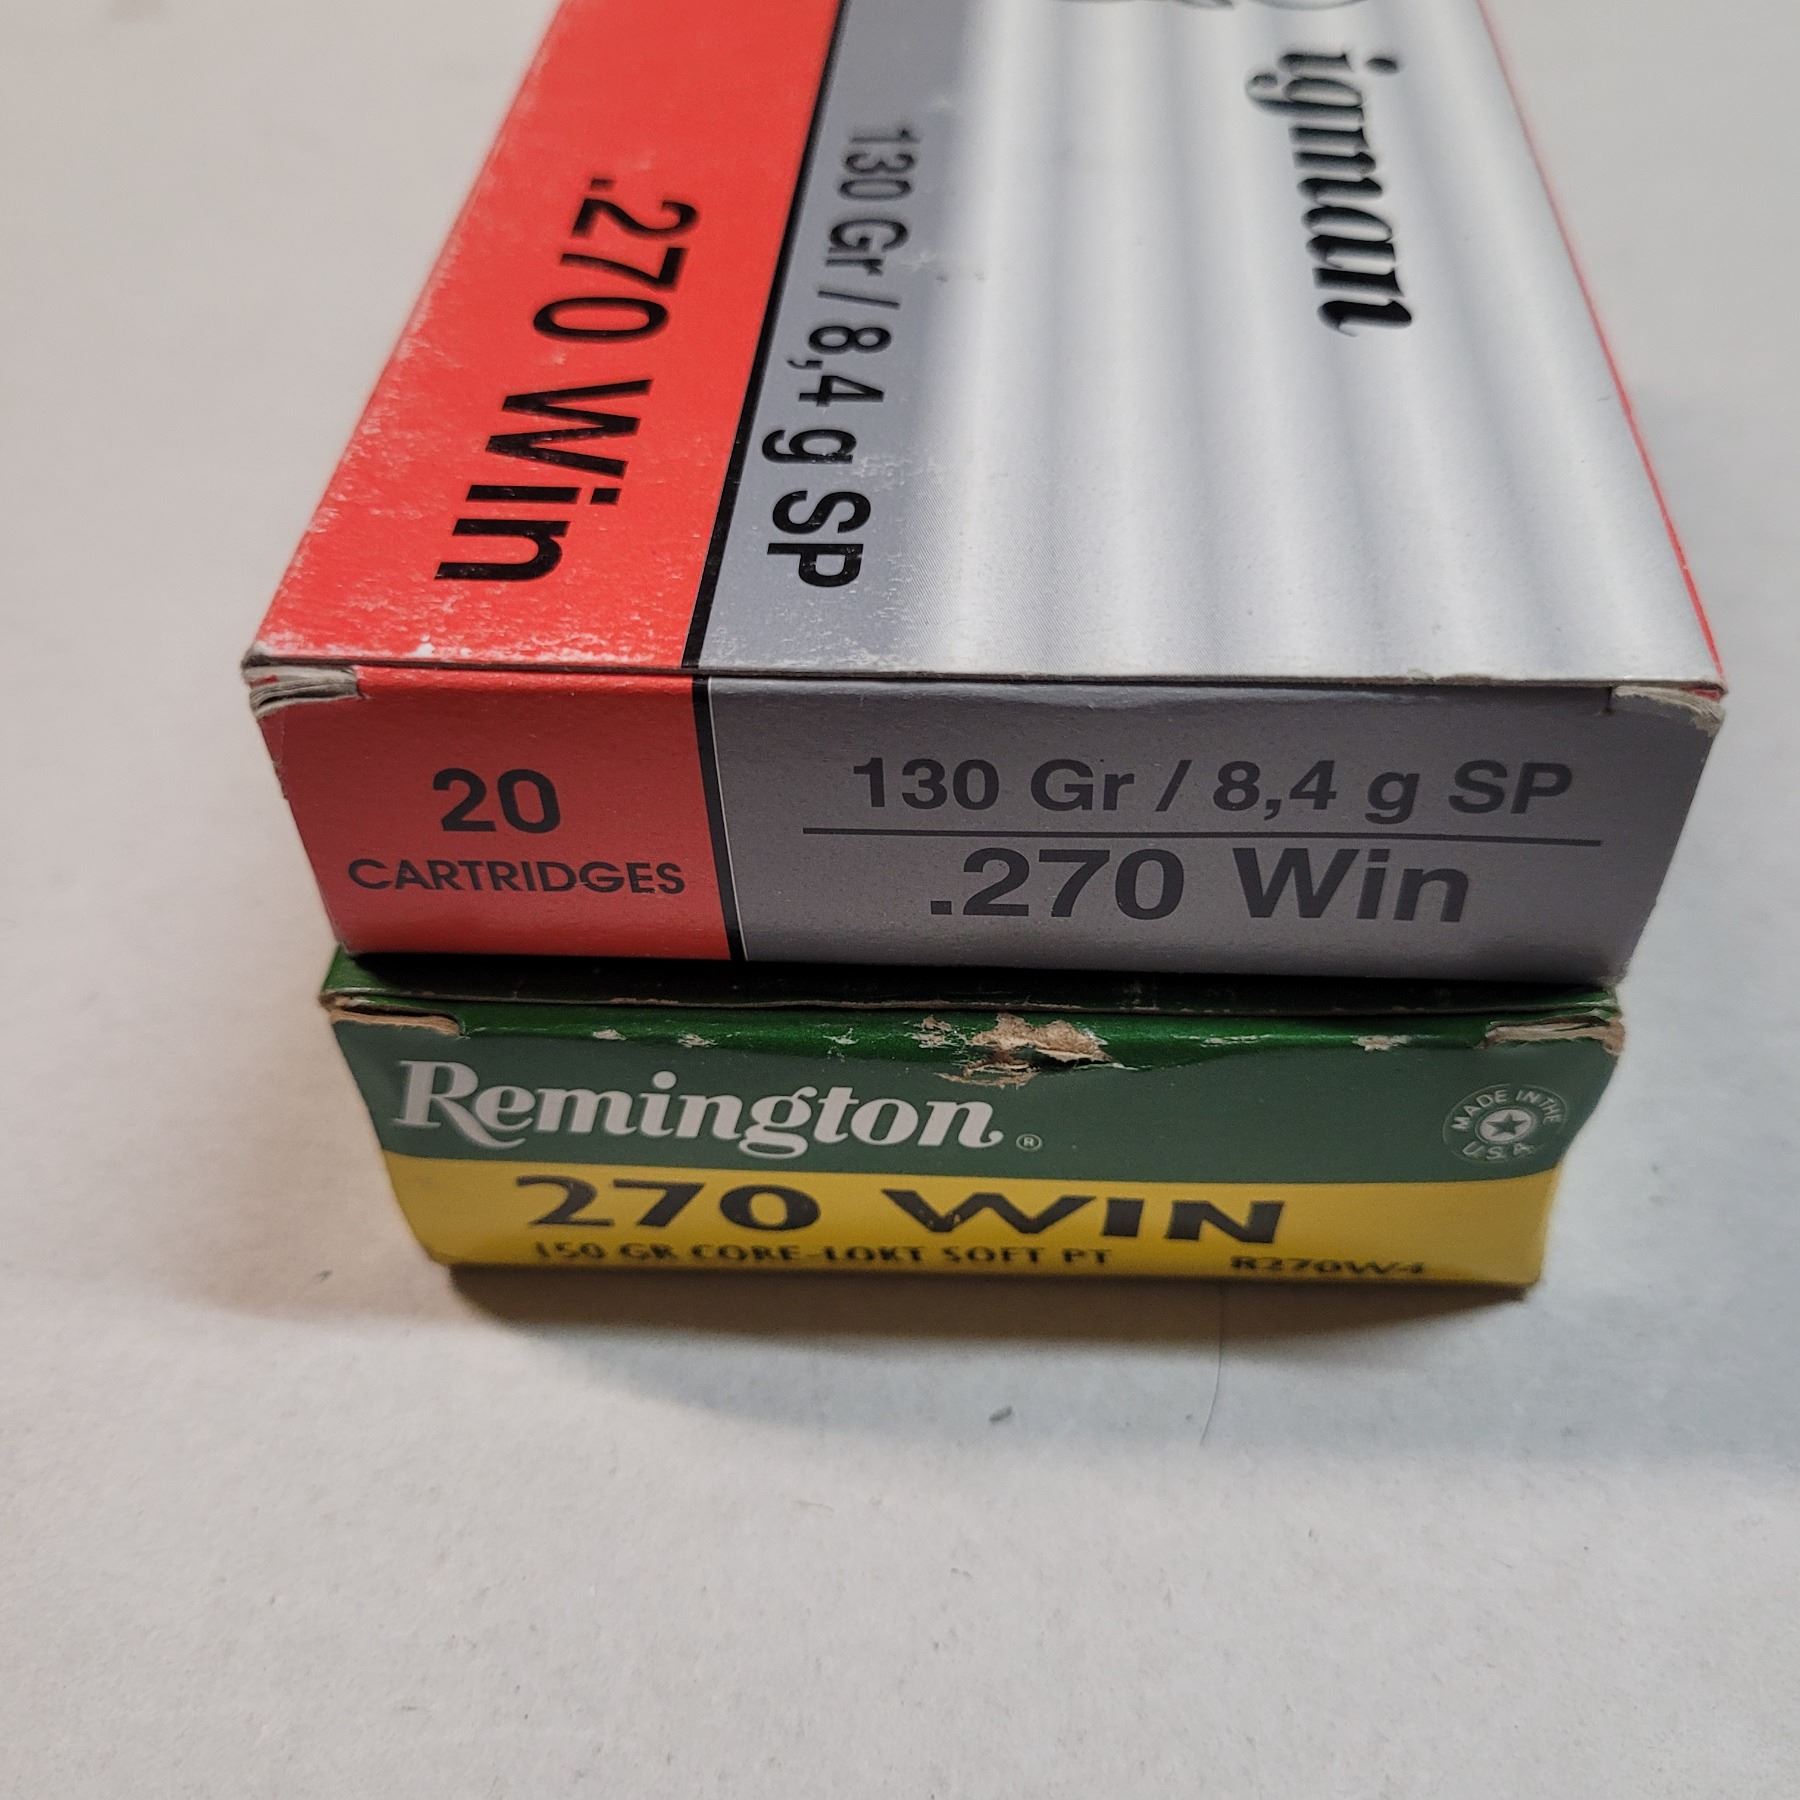 igman
130 Gr / 8,4 g SP
.270 Win
20
CARTRIDGES
130 Gr / 8,4 g SP
.270 Win
Remington®
MADE IN THE
U.S.A.
270 WIN
150 GR CORE-LOKT SOFT PT
R270W4